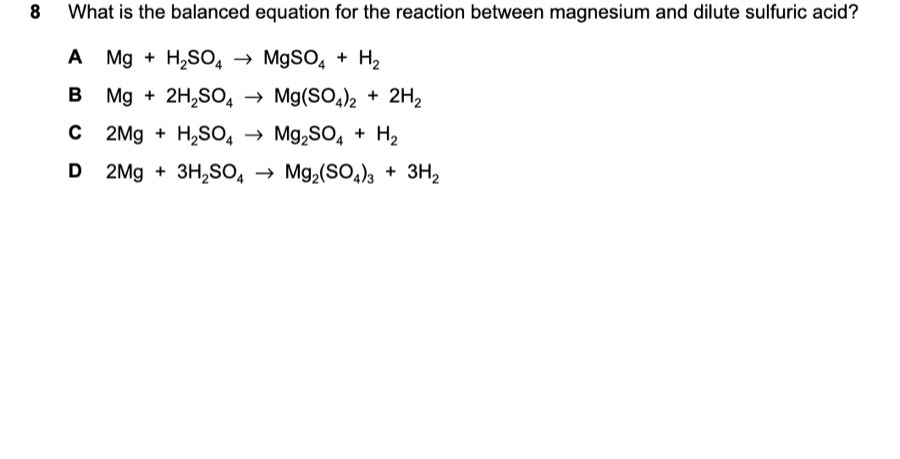 8 What is the balanced equation for the reaction between magnesium and dilute sulfuric acid?
A Mg + H₂SO₄ → MgSO₄ + H₂
B Mg + 2H₂SO₄ → Mg(SO₄)₂ + 2H₂
C 2Mg + H₂SO₄ → Mg₂SO₄ + H₂
D 2Mg + 3H₂SO₄ → Mg₂(SO₄)₃ + 3H₂